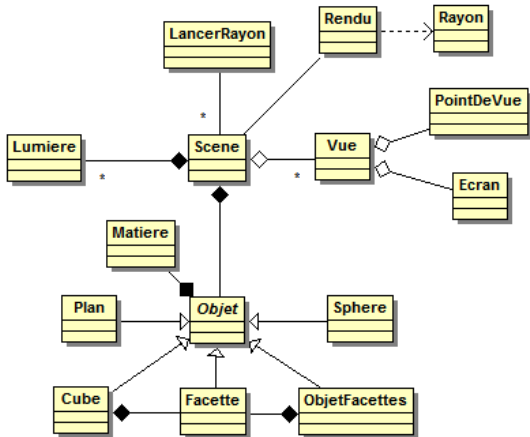 LancerRayon
Rendu
Rayon
PointDeVue
*
Lumiere
Scene
Vue
*
*
Ecran
Matiere
Plan
Objet
Sphere
Cube
Facette
ObjetFacettes